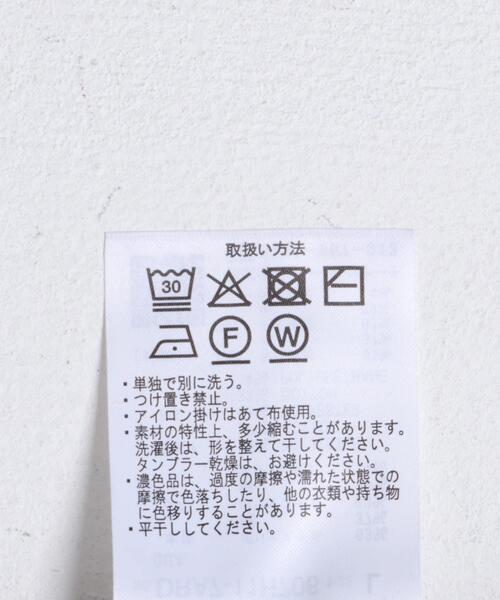 取扱い方法
30
F W
・単独で別に洗う。
・つけ置き禁止。
・アイロン掛けはあて布使用。
・素材の特性上、多少縮むことがあります。
洗濯後は、形を整えて干してください。
タンブラー乾燥は、お避けください。
・濃色品は、過度の摩擦や濡れた状態での
摩擦で色落ちしたり、他の衣類や持ち物
に色移りすることがあります。
・平干ししてください。